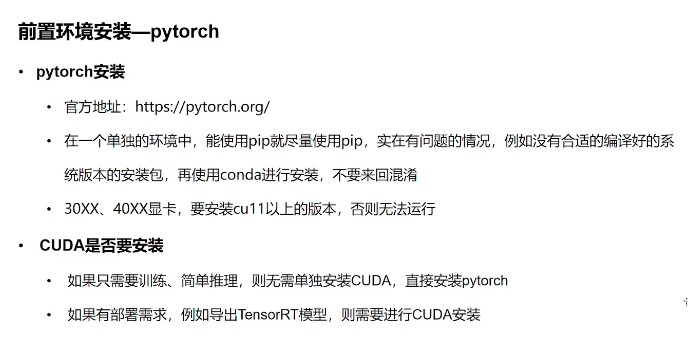 前置环境安装—pytorch
• pytorch安装
• 官方地址：https://pytorch.org/
• 在一个单独的环境中，能使用pip就尽量使用pip，实在有问题的情况，例如没有合适的编译好的系
统版本的安装包，再使用conda进行安装，不要来回混淆
• 30XX、40XX显卡，要安装cu11以上的版本，否则无法运行
• CUDA是否要安装
• 如果只需要训练、简单推理，则无需单独安装CUDA，直接安装pytorch
• 如果有部署需求，例如导出TensorRT模型，则需要进行CUDA安装